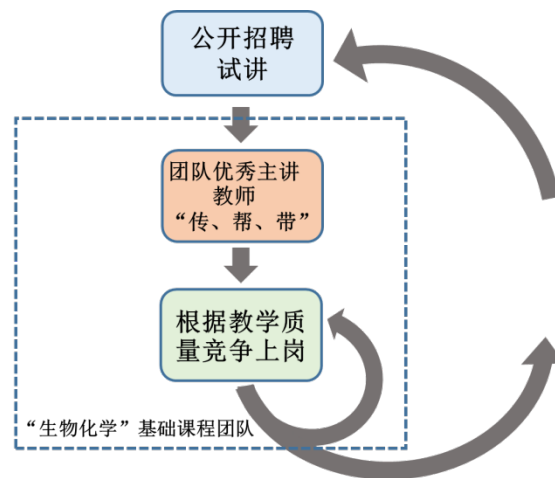 公开招聘
试讲
团队优秀主讲
教师
“传、帮、带”
根据教学质
量竞争上岗
“生物化学”基础课程团队